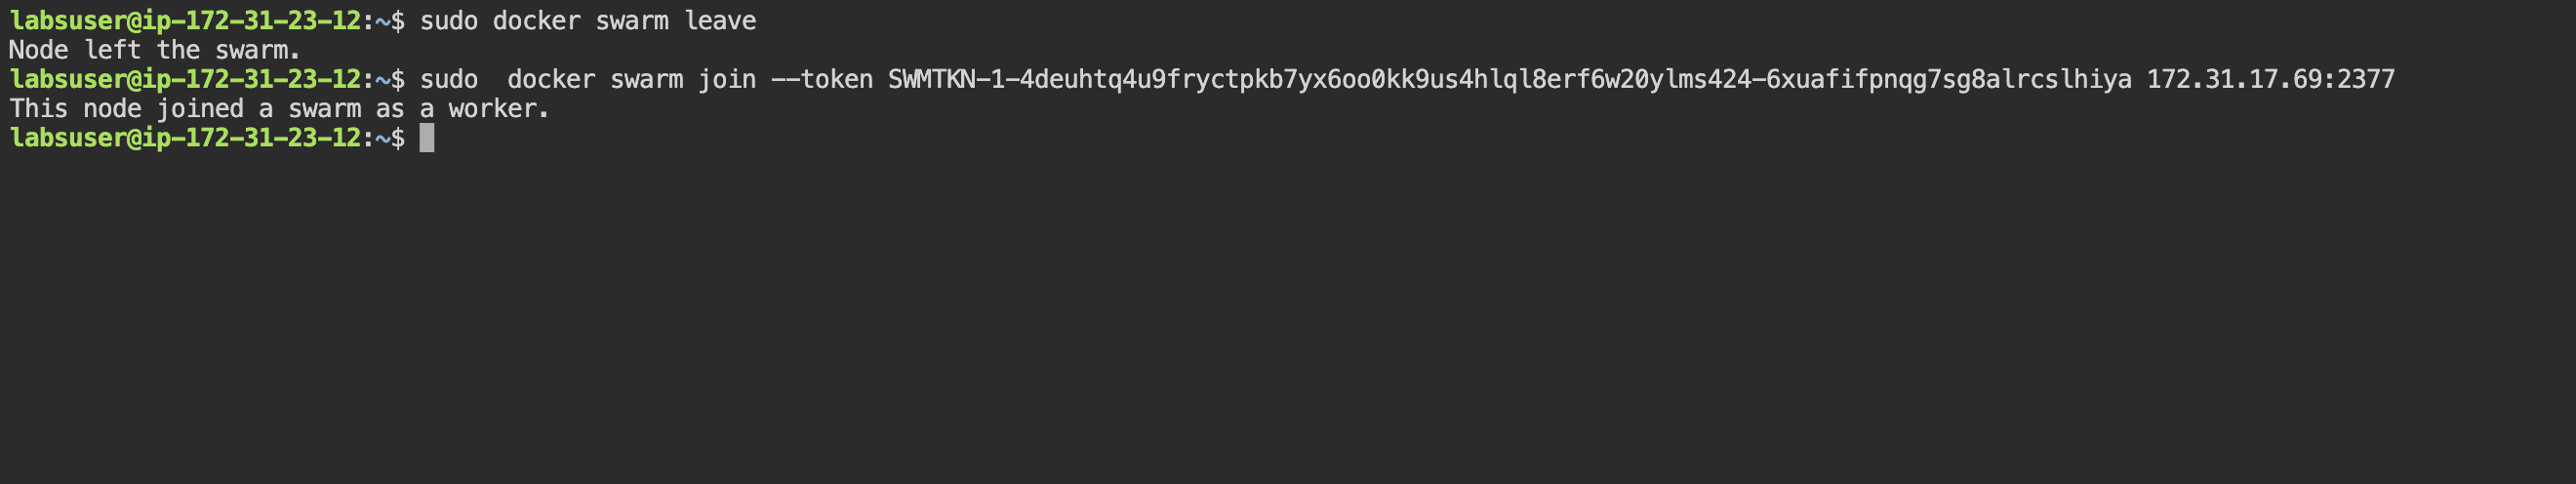 labsuser@ip-172-31-23-12:~$ sudo docker swarm leave
Node left the swarm.
labsuser@ip-172-31-23-12:~$ sudo  docker swarm join --token SWMTKN-1-4deuhtq4u9fryctpkb7yx6oo0kk9us4hlql8erf6w20ylms424-6xuafifpnqg7sg8alrcslhiya 172.31.17.69:2377
This node joined a swarm as a worker.
labsuser@ip-172-31-23-12:~$